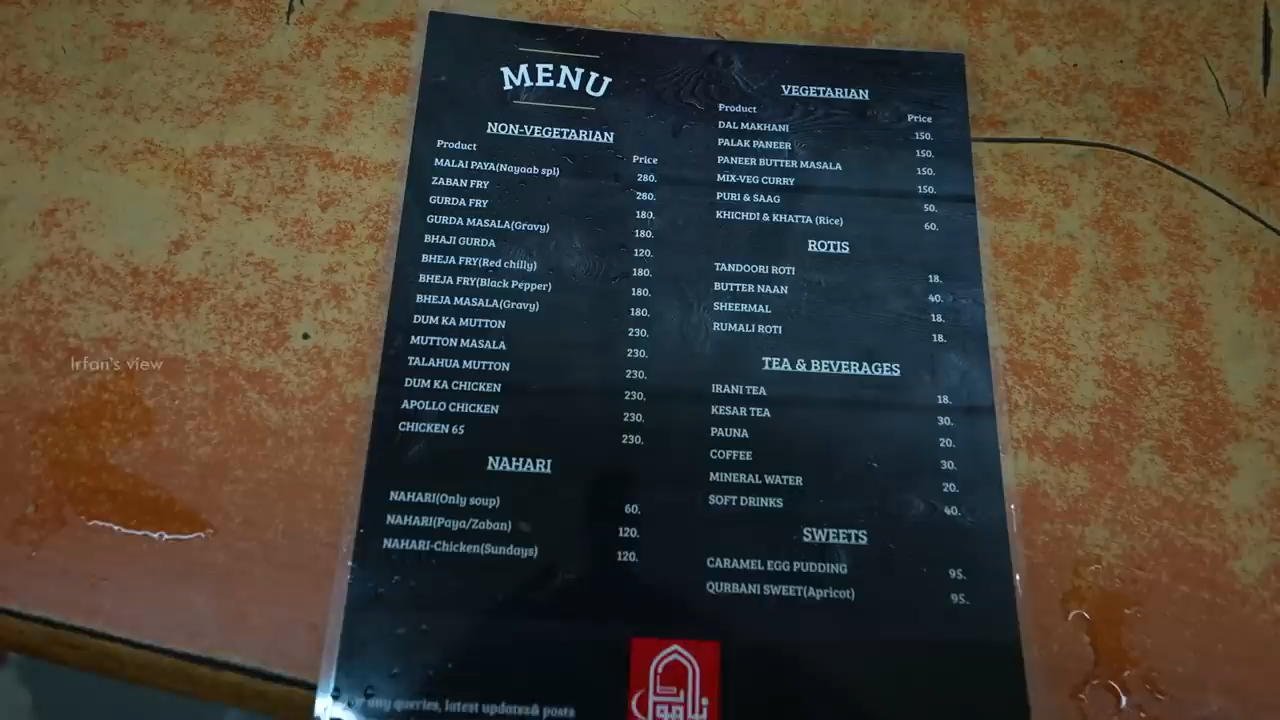 MENU
NON-VEGETARIAN
Product Price
MALAI PAYA(Nayaab spl) 280.
ZABAN FRY 280.
GURDA FRY 180.
GURDA MASALA(Gravy) 180.
BHAJI GURDA 120.
BHEJA FRY(Red chilly) 180.
BHEJA FRY(Black Pepper) 180.
BHEJA MASALA(Gravy) 180.
DUM KA MUTTON 230.
MUTTON MASALA 230.
TALAHUA MUTTON 230.
DUM KA CHICKEN 230.
APOLLO CHICKEN 230.
CHICKEN 65 230.
NAHARI
NAHARI(Only soup) 60.
NAHARI(Paya/Zaban) 120.
NAHARI-Chicken(Sundays) 120.
VEGETARIAN
Product Price
DAL MAKHANI 150.
PALAK PANEER 150.
PANEER BUTTER MASALA 150.
MIX-VEG CURRY 150.
PURI & SAAG 50.
KHICHDI & KHATTA (Rice) 60.
ROTIS
TANDOORI ROTI 18.
BUTTER NAAN 40.
SHEERMAL 18.
RUMALI ROTI 18.
TEA & BEVERAGES
IRANI TEA 18.
KESAR TEA 30.
PAUNA 20.
COFFEE 30.
MINERAL WATER 20.
SOFT DRINKS 40.
SWEETS
CARAMEL EGG PUDDING 95.
QURBANI SWEET(Apricot) 95.
any queries, latest updates& posts
Irfan's view